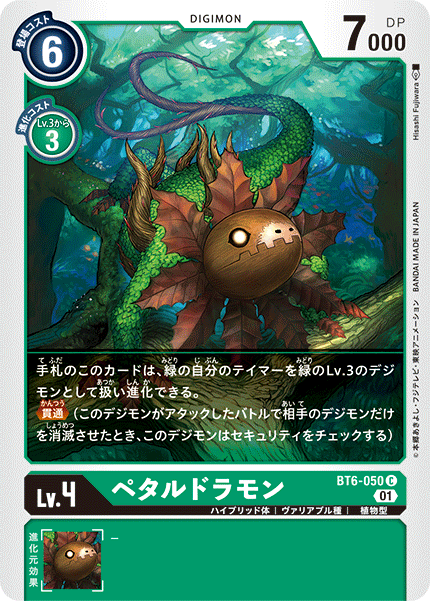 DIGIMON
登場コスト
6
7000
DP
進化コスト
Lv.3から
3
Hisashi Fujiwara
BANDAI MADE IN JAPAN
©本郷あきよし・フジテレビ・東映アニメーション
手札のこのカードは、緑の自分のテイマーを緑のLv.3のデジ
モンとして扱い進化できる。
貫通（このデジモンがアタックしたバトルで相手のデジモンだけ
を消滅させたとき、このデジモンはセキュリティをチェックする）
BT6-050 C
01
Lv.4
ペタルドラモン
ハイブリッド体｜ヴァリアブル種｜植物型
進化元効果
－